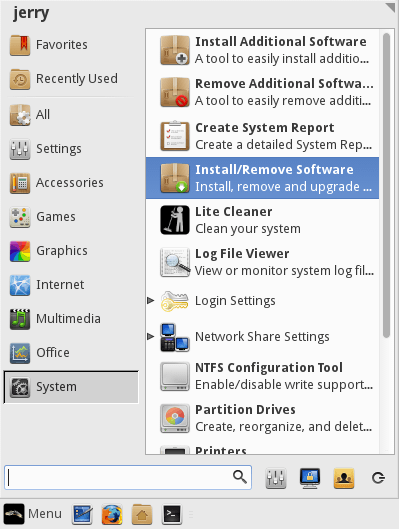 jerry
Favorites
Recently Used
All
Settings
Accessories
Games
Graphics
Internet
Multimedia
Office
System
Install Additional Software
A tool to easily install additio...
Remove Additional Softwa...
A tool to easily remove additi...
Create System Report
Create a detailed System Rep...
Install/Remove Software
Install, remove and upgrade ...
Lite Cleaner
Clean your system
Log File Viewer
View or monitor system log fil...
Login Settings
Network Share Settings
NTFS Configuration Tool
Enable/disable write support...
Partition Drives
Create, reorganize, and delet...
Printers
Menu